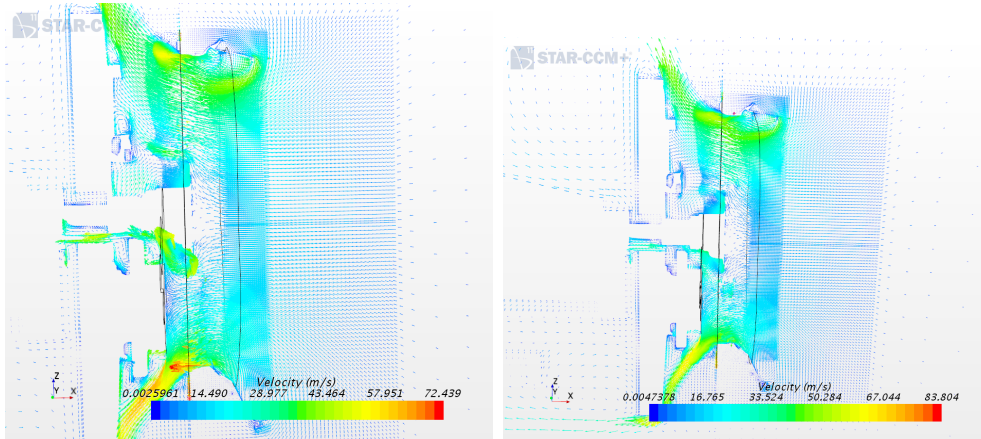 STAR-C
STAR-CCM+
Velocity (m/s)
0.0025961 14.490 28.977 43.464 57.951 72.439
Z
Y X
Velocity (m/s)
0.0047378 16.765 33.524 50.284 67.044 83.804
Z
Y X